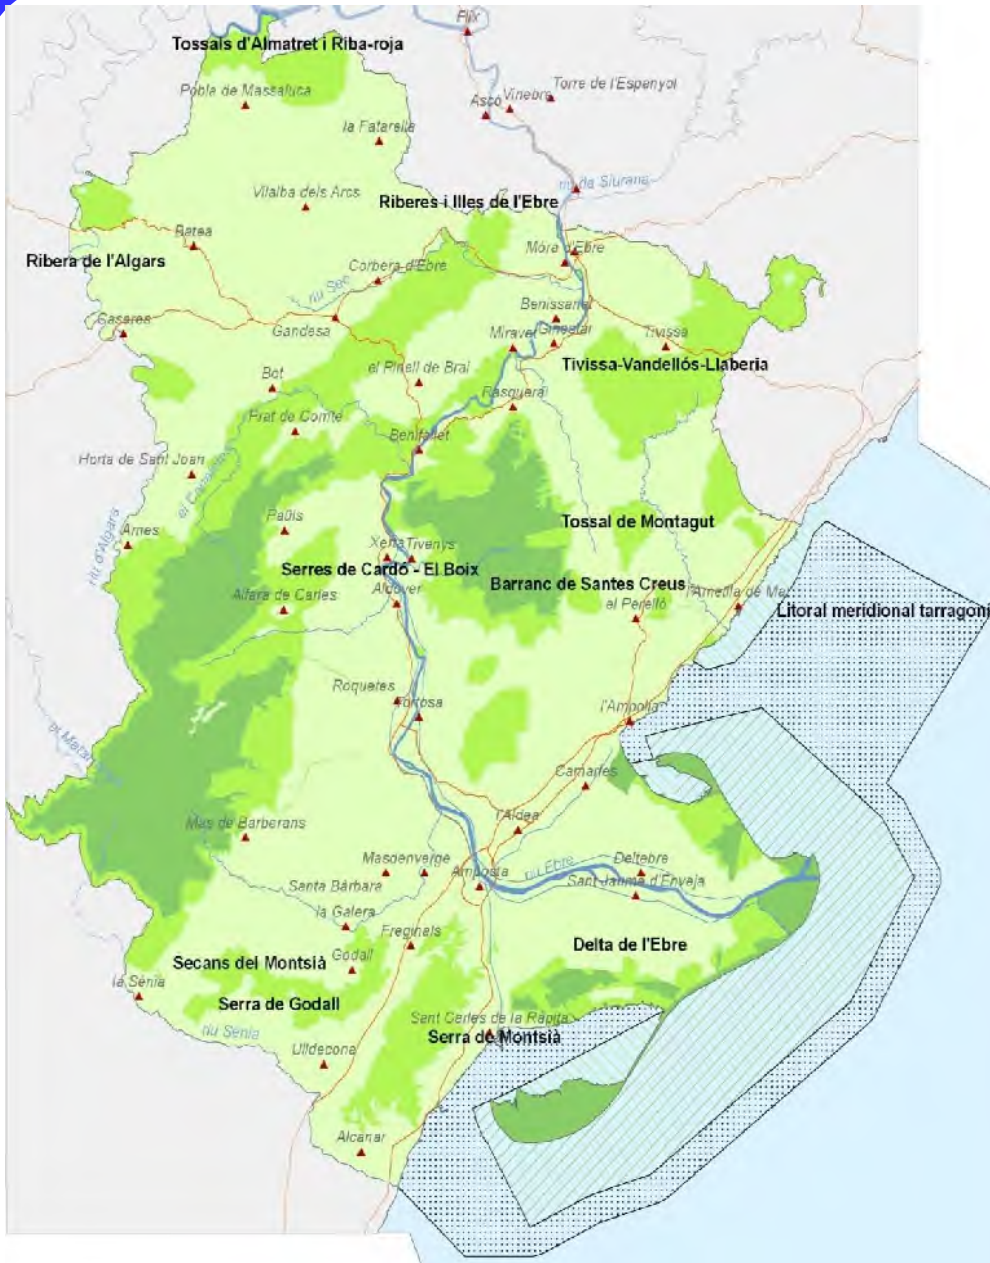 Flix
Tossals d'Almatret i Riba-roja
Pobla de Massaluca
Torre de l'Espanyol
Vinebre
Ascó
la Fatarella
riu de Siurana
Vilalba dels Arcs
Riberes i Illes de l'Ebre
Batea
Móra d'Ebre
Ribera de l'Algars
Corbera d'Ebre
riu Sec
Benissanet
Caseres
Gandesa
Miravet
Ginestar
Tivissa
Tivissa-Vandellós-Llaberia
Bot
el Pinell de Brai
Rasquera
Prat de Comte
Benifallet
Horta de Sant Joan
el Canaletes
Paüls
Tossal de Montagut
Arnes
riu d'Algars
Xerta
Tivenys
Serres de Cardó - El Boix
Barranc de Santes Creus
Aldover
Alfara de Carles
l'Ametlla de Mar
el Perelló
Litoral meridional tarragoní
Roquetes
Tortosa
l'Ampolla
Camarles
l'Aldea
Mas de Barberans
Masdenverge
riu Ebre
Deltebre
Santa Bàrbara
Amposta
Sant Jaume d'Enveja
la Galera
Freginals
Delta de l'Ebre
Secans del Montsià
Godall
la Sénia
Serra de Godall
Sant Carles de la Ràpita
riu Sénia
Serra de Montsià
Ulldecona
Alcanar